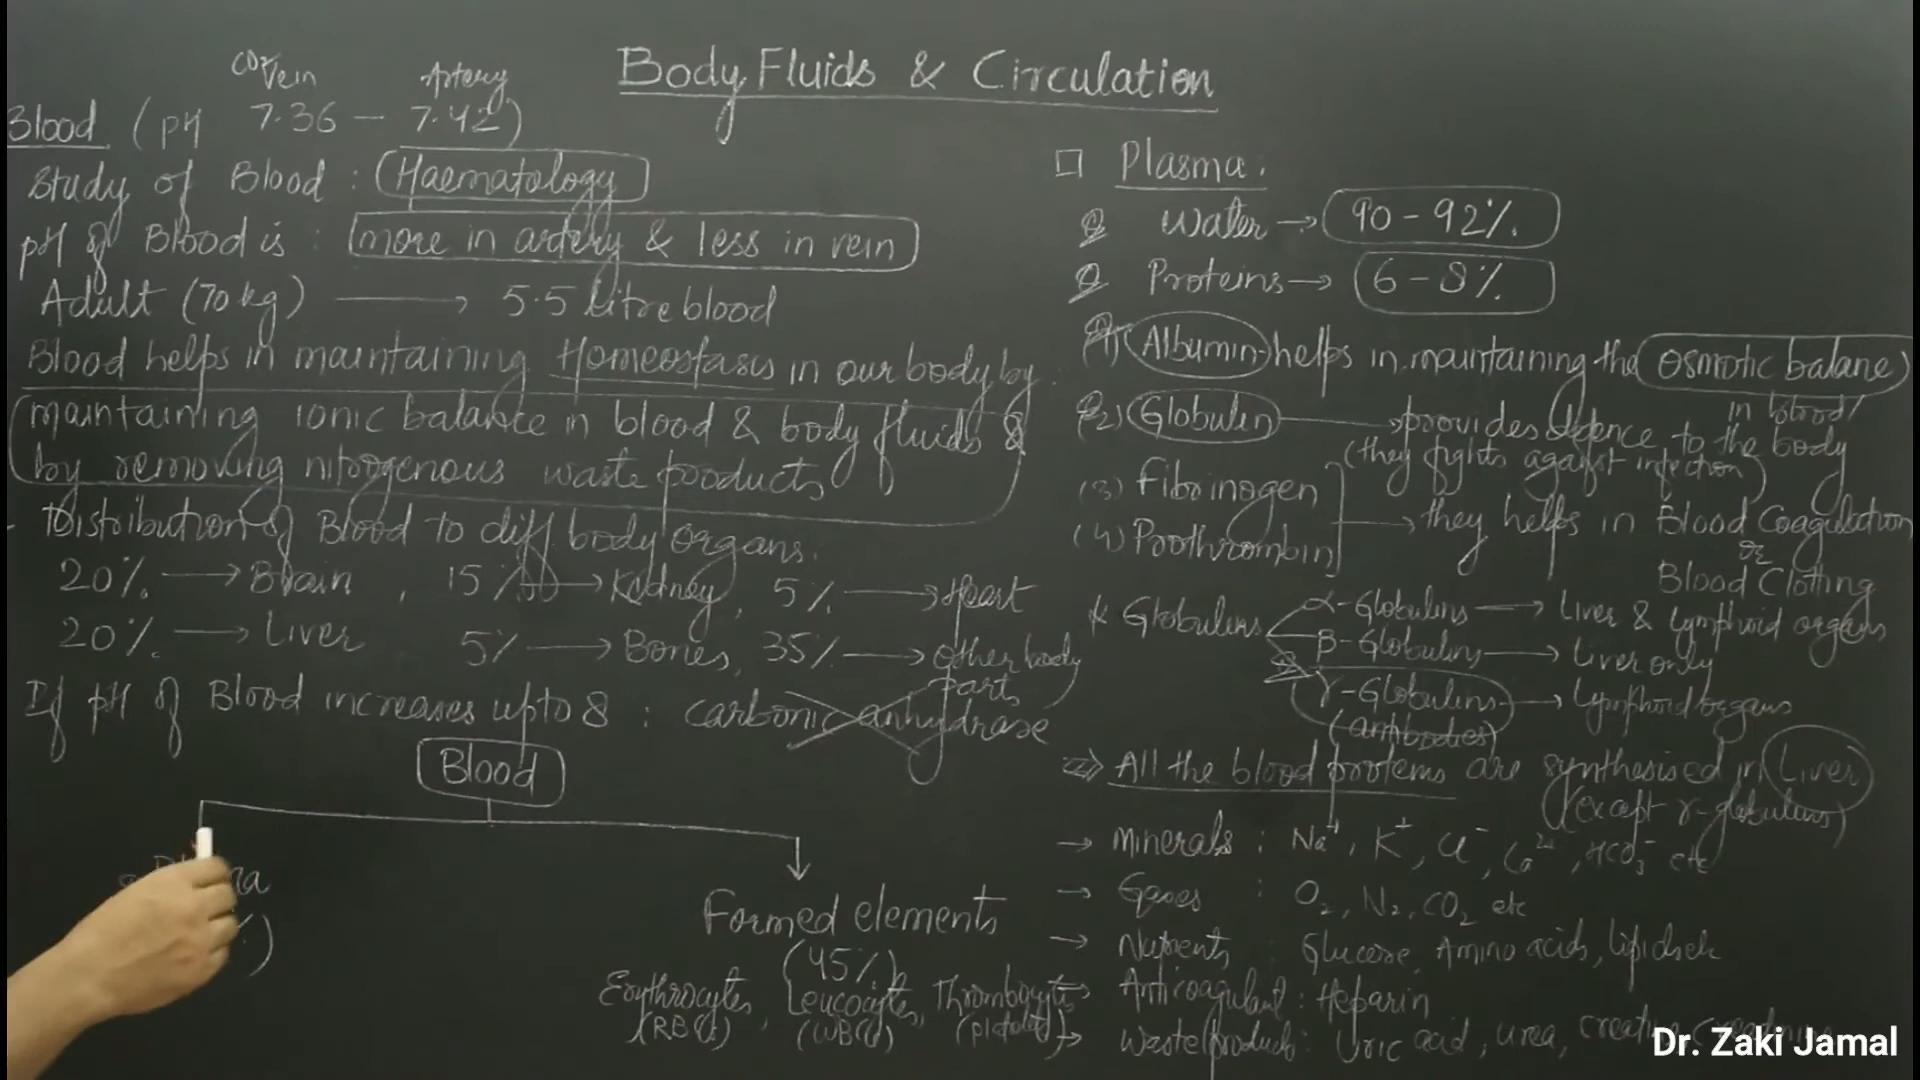 Body Fluids & Circulation
CO2 Vein Artery
Blood (pH 7.36 - 7.42)
Study of Blood : Haematology
pH of Blood is : more in artery & less in vein
Adult (70kg) → 5.5 litre blood
Blood helps in maintaining Homeostasis in our body by
maintaining ionic balance in blood & body fluids &
by removing nitrogenous waste products
Distribution of Blood to diff body organs.
20% → Brain, 15% → Kidney, 5% → Heart
20% → Liver 5% → Bones, 35% → other body
parts
If pH of Blood increases upto 8 : carbonic anhydrase
Blood
Formed elements
(45%)
Erythrocytes, Leucocytes, Thrombocytes
(RBC) (WBC) (platelets)
□ Plasma:
Water → 90-92%.
Proteins → 6-8%.
(1) Albumin - helps in maintaining the osmotic balane
in blood
(2) Globulin → provides defence to the body
(they fights against infection)
(3) Fibrinogen
(4) Prothrombin → they helps in Blood Coagulation
or
Blood Clotting
* Globulins α-Globulins → Liver & lymphoid organs
β-Globulins → Liver only
γ-Globulins → Lymphoid organs
(antibodies)
⇒ All the blood proteins are synthesised in Liver
(except γ-globulins)
→ Minerals : Na+, K+, Cl-, Ca2+, HCO3- etc
→ Gases : O2, N2, CO2 etc
→ Nutrients : Glucose, Amino acids, lipids etc
→ Anticoagulant : Heparin
→ Waste products : Uric acid, urea,
Dr. Zaki Jamal